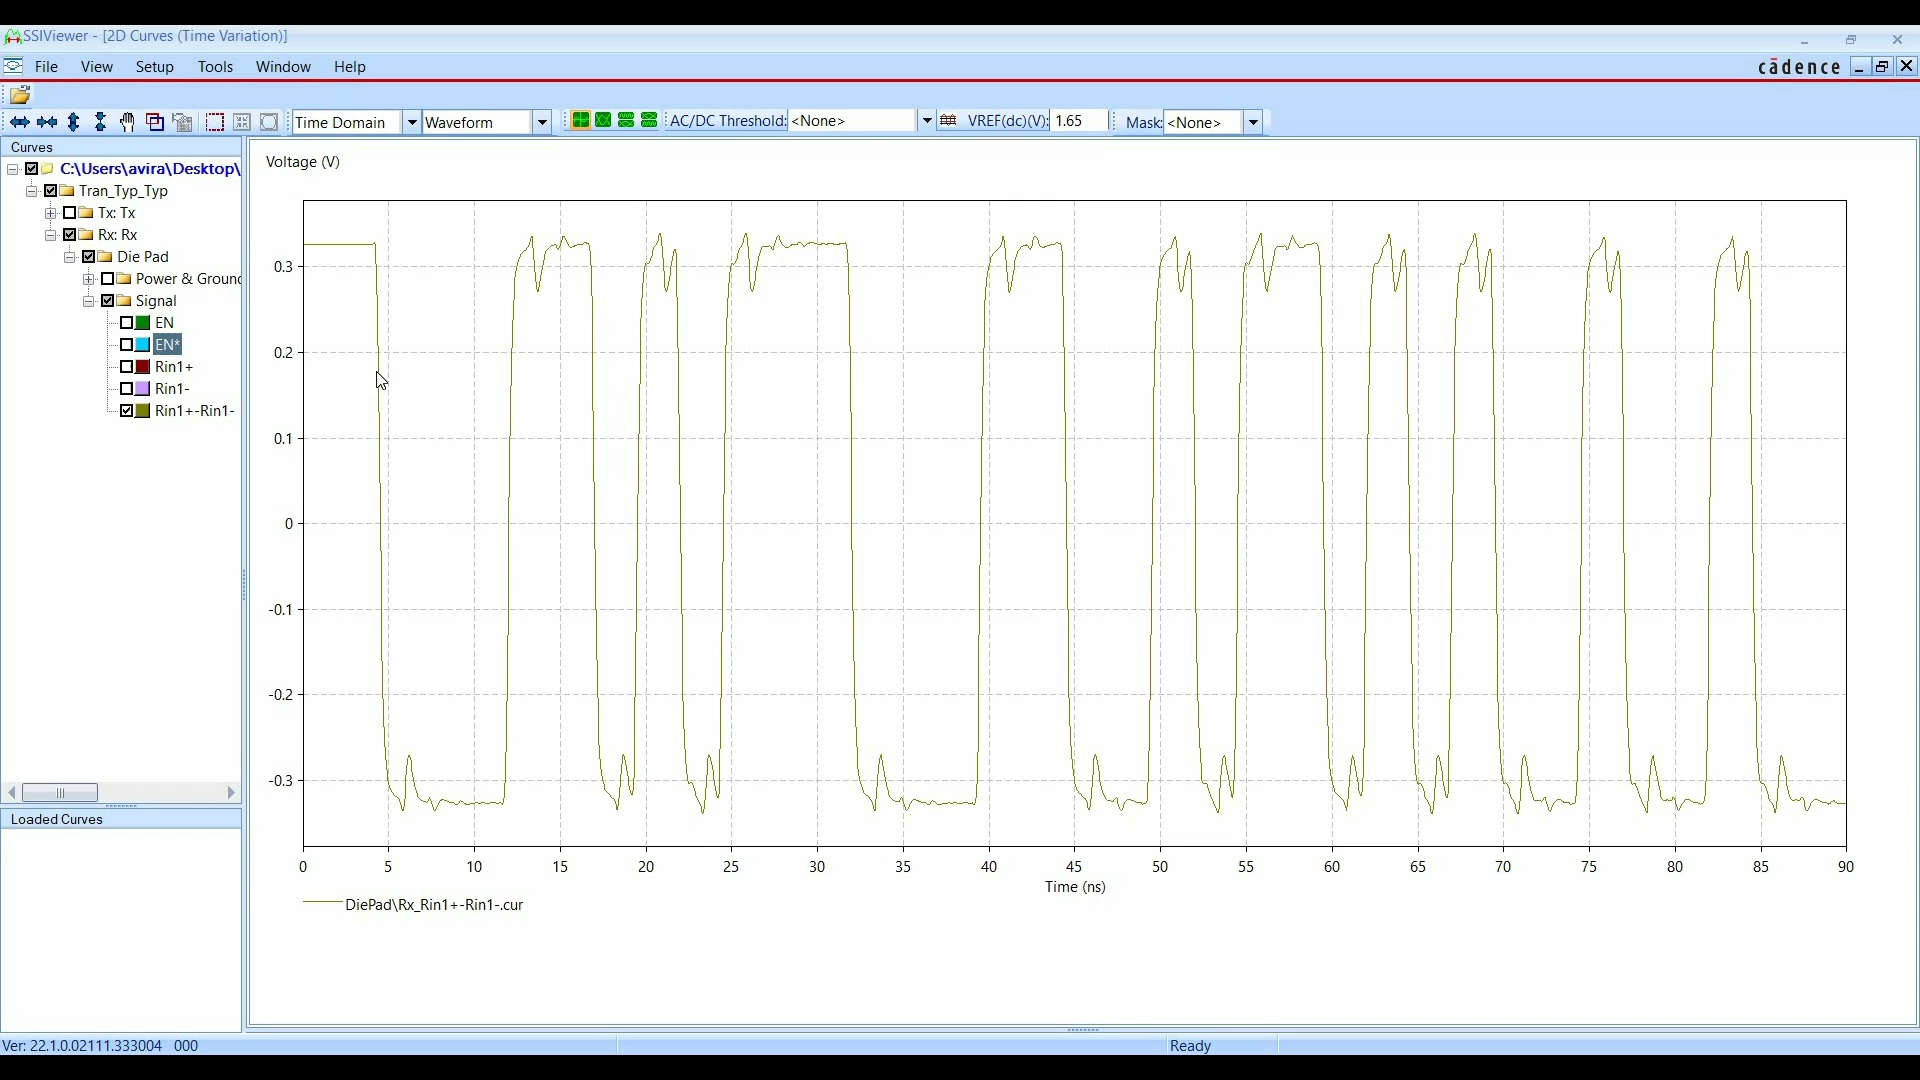 SSIViewer - [2D Curves (Time Variation)]
File View Setup Tools Window Help
cādence
Time Domain Waveform AC/DC Threshold: <None> VREF(dc)(V): 1.65 Mask: <None>
Curves
C:\Users\avira\Desktop\
Tran_Typ_Typ
Tx: Tx
Rx: Rx
Die Pad
Power & Ground
Signal
EN
EN*
Rin1+
Rin1-
Rin1+-Rin1-
Loaded Curves
Voltage (V)
0.3
0.2
0.1
0
-0.1
-0.2
-0.3
0 5 10 15 20 25 30 35 40 45 50 55 60 65 70 75 80 85 90
Time (ns)
DiePad\Rx_Rin1+-Rin1-.cur
Ver: 22.1.0.02111.333004 000
Ready